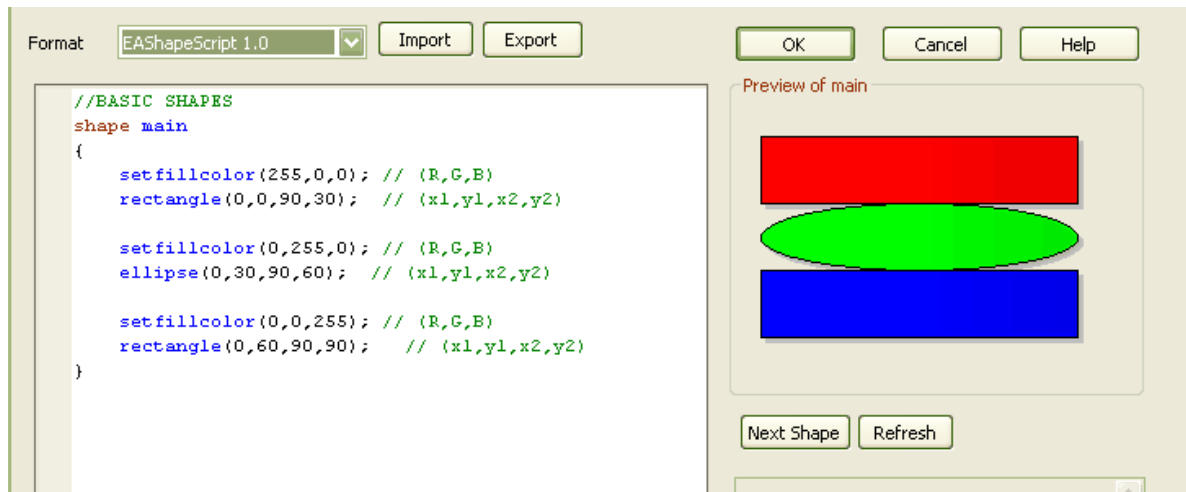 Format EAShapeScript 1.0 Import Export OK Cancel Help
Preview of main
//BASIC SHAPES
shape main
{
setfillcolor(255,0,0); // (R,G,B)
rectangle(0,0,90,30); // (x1,y1,x2,y2)
setfillcolor(0,255,0); // (R,G,B)
ellipse(0,30,90,60); // (x1,y1,x2,y2)
setfillcolor(0,0,255); // (R,G,B)
rectangle(0,60,90,90); // (x1,y1,x2,y2)
}
Next Shape Refresh